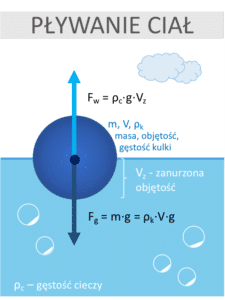 PŁYWANIE CIAŁ
F_w = ρ_c·g·V_z
m, V, ρ_k
masa, objętość,
gęstość kulki
V_z - zanurzona
objętość
F_g = m·g = ρ_k·V·g
ρ_c – gęstość cieczy